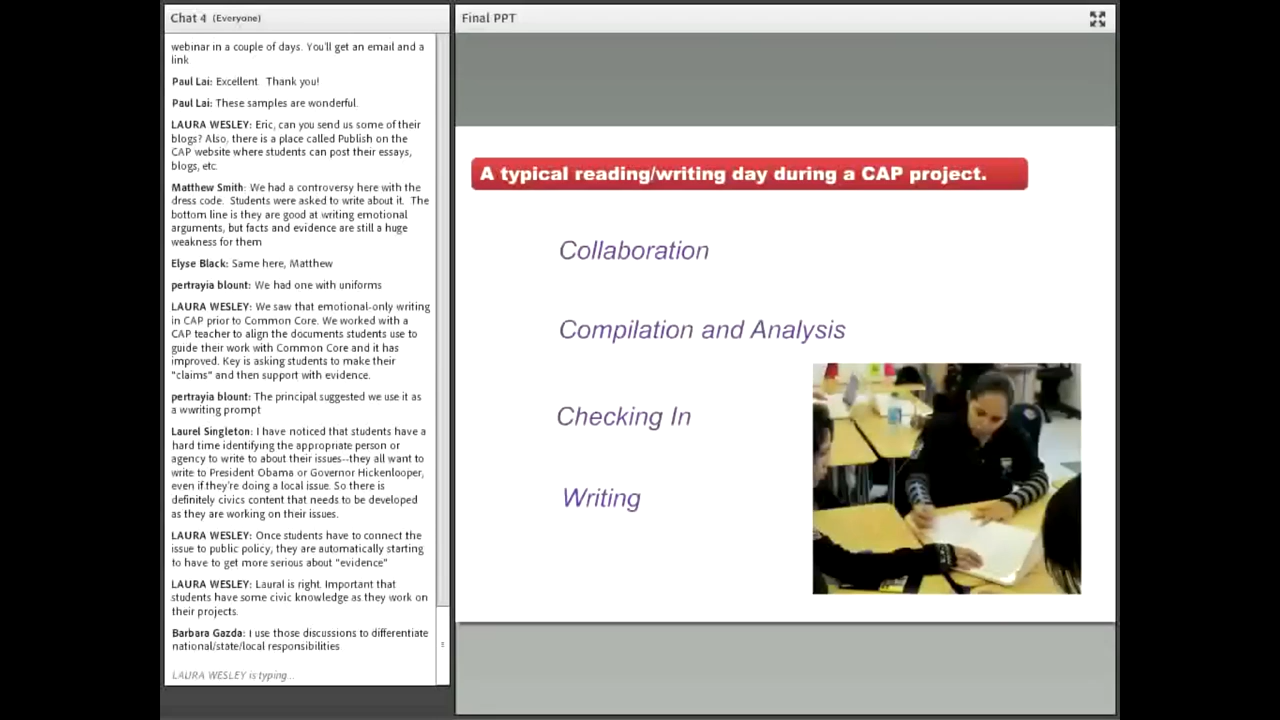 Chat 4 (Everyone)
webinar in a couple of days. You'll get an email and a
link
Paul Lai: Excellent. Thank you!
Paul Lai: These samples are wonderful.
LAURA WESLEY: Eric, can you send us some of their
blogs? Also, there is a place called Publish on the
CAP website where students can post their essays,
blogs, etc.
Matthew Smith: We had a controversy here with the
dress code. Students were asked to write about it. The
bottom line is they are good at writing emotional
arguments, but facts and evidence are still a huge
weakness for them
Elyse Black: Same here, Matthew
pertrayia blount: We had one with uniforms
LAURA WESLEY: We saw that emotional-only writing
in CAP prior to Common Core. We worked with a
CAP teacher to align the documents students use to
guide their work with Common Core and it has
improved. Key is asking students to make their
"claims" and then support with evidence.
pertrayia blount: The principal suggested we use it as
a wwriting prompt
Laurel Singleton: I have noticed that students have a
hard time identifying the appropriate person or
agency to write to about their issues--they all want to
write to President Obama or Governor Hickenlooper,
even if they're doing a local issue. So there is
definitely civics content that needs to be developed
as they are working on their issues.
LAURA WESLEY: Once students have to connect the
issue to public policy, they are automatically starting
to have to get more serious about "evidence"
LAURA WESLEY: Laural is right. Important that
students have some civic knowledge as they work on
their projects.
Barbara Gazda: I use those discussions to differentiate
national/state/local responsibilities
LAURA WESLEY is typing...
Final PPT
A typical reading/writing day during a CAP project.
Collaboration
Compilation and Analysis
Checking In
Writing